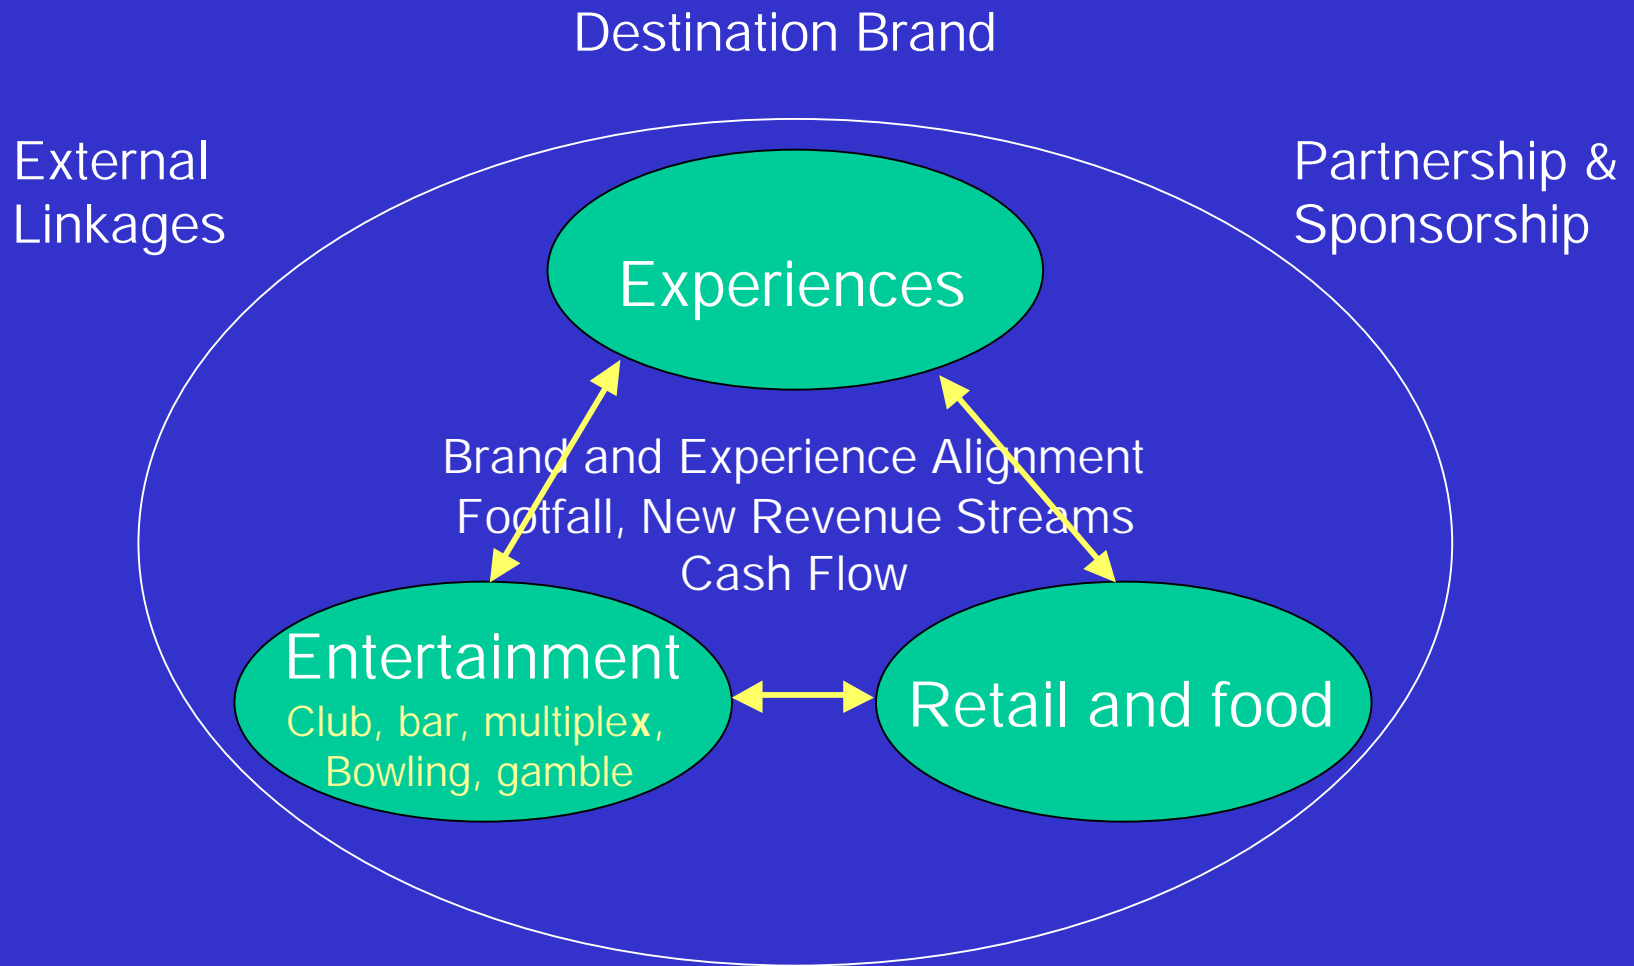 Destination Brand
External
Linkages
Partnership &
Sponsorship
Experiences
Brand and Experience Alignment
Footfall, New Revenue Streams
Cash Flow
Entertainment
Club, bar, multiplex,
Bowling, gamble
Retail and food